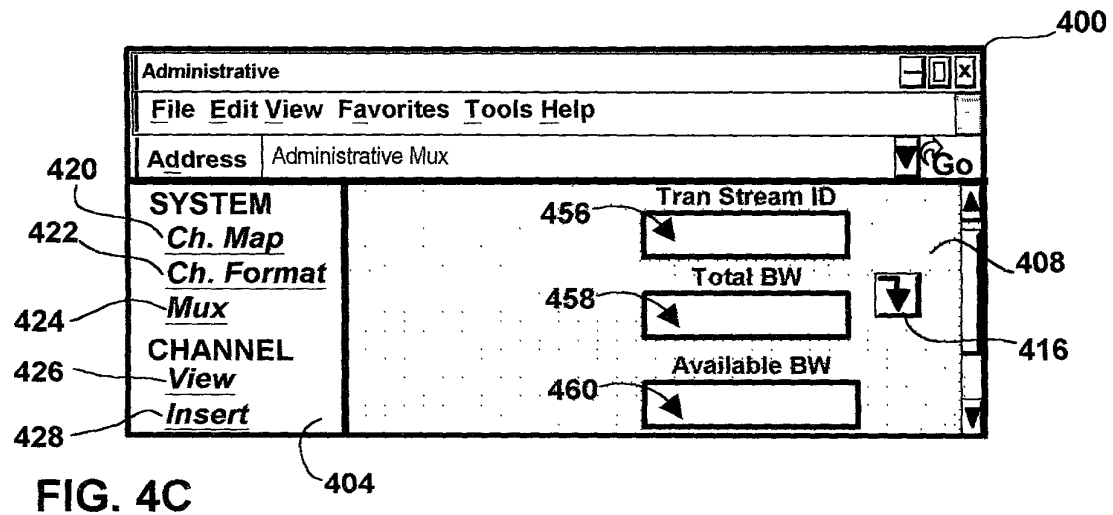 400
Administrative
File Edit View Favorites Tools Help
Address Administrative Mux Go
420
SYSTEM
Ch. Map
422
Ch. Format
424
Mux
CHANNEL
426
View
428
Insert
404
Tran Stream ID
456
408
Total BW
458
416
Available BW
460
FIG. 4C